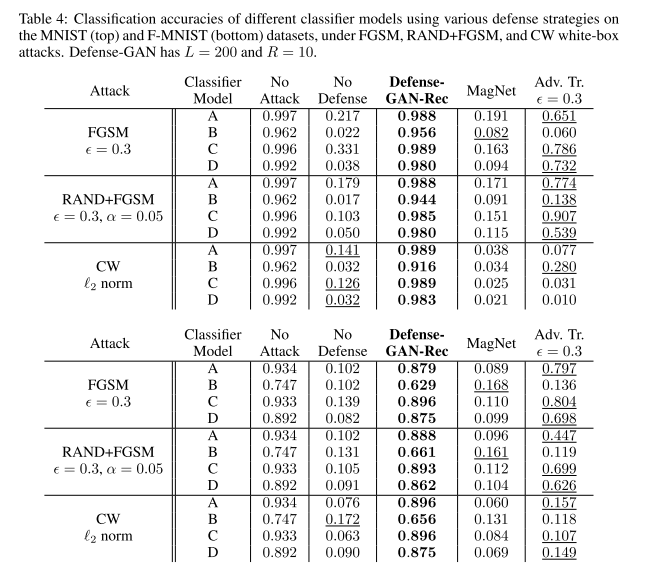 Table 4: Classification accuracies of different classifier models using various defense strategies on
the MNIST (top) and F-MNIST (bottom) datasets, under FGSM, RAND+FGSM, and CW white-box
attacks. Defense-GAN has L = 200 and R = 10.
Attack Classifier Model No Attack No Defense Defense-GAN-Rec MagNet Adv. Tr. ϵ = 0.3
FGSM ϵ = 0.3
A 0.997 0.217 0.988 0.191 0.651
B 0.962 0.022 0.956 0.082 0.060
C 0.996 0.331 0.989 0.163 0.786
D 0.992 0.038 0.980 0.094 0.732
RAND+FGSM ϵ = 0.3, α = 0.05
A 0.997 0.179 0.988 0.171 0.774
B 0.962 0.017 0.944 0.091 0.138
C 0.996 0.103 0.985 0.151 0.907
D 0.992 0.050 0.980 0.115 0.539
CW ℓ₂ norm
A 0.997 0.141 0.989 0.038 0.077
B 0.962 0.032 0.916 0.034 0.280
C 0.996 0.126 0.989 0.025 0.031
D 0.992 0.032 0.983 0.021 0.010
Attack Classifier Model No Attack No Defense Defense-GAN-Rec MagNet Adv. Tr. ϵ = 0.3
FGSM ϵ = 0.3
A 0.934 0.102 0.879 0.089 0.797
B 0.747 0.102 0.629 0.168 0.136
C 0.933 0.139 0.896 0.110 0.804
D 0.892 0.082 0.875 0.099 0.698
RAND+FGSM ϵ = 0.3, α = 0.05
A 0.934 0.102 0.888 0.096 0.447
B 0.747 0.131 0.661 0.161 0.119
C 0.933 0.105 0.893 0.112 0.699
D 0.892 0.091 0.862 0.104 0.626
CW ℓ₂ norm
A 0.934 0.076 0.896 0.060 0.157
B 0.747 0.172 0.656 0.131 0.118
C 0.933 0.063 0.896 0.084 0.107
D 0.892 0.090 0.875 0.069 0.149